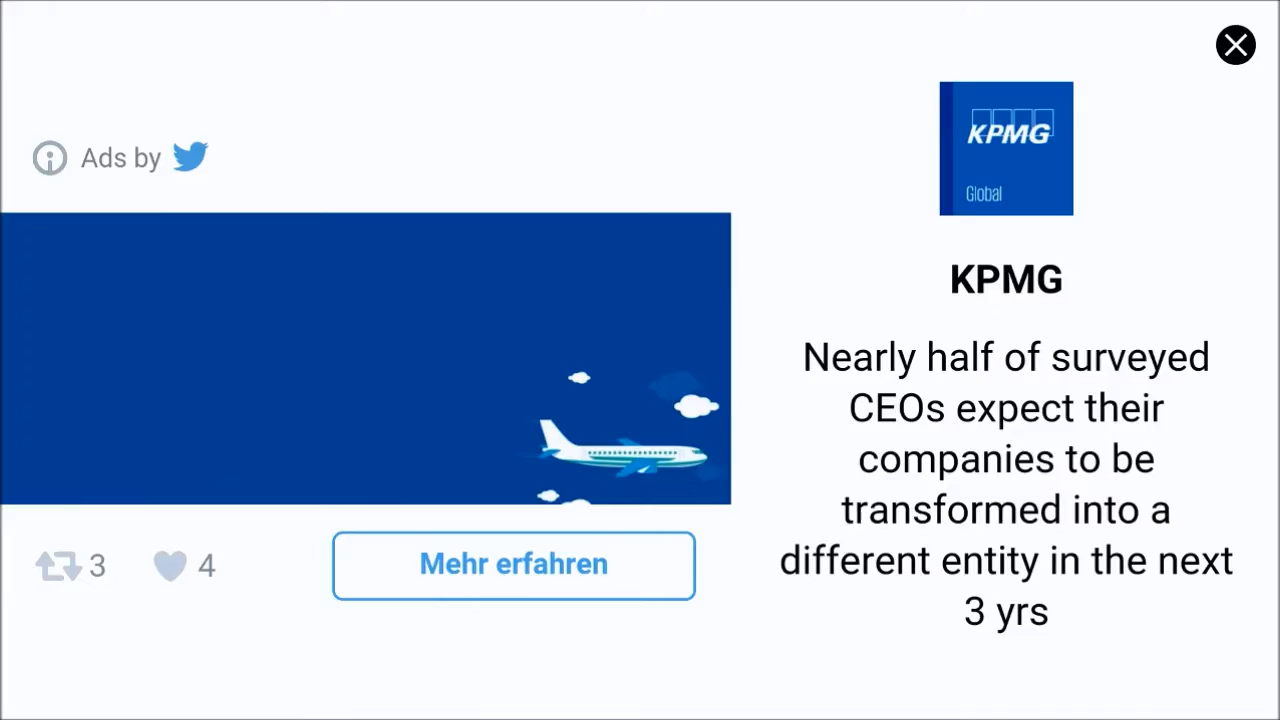 Ads by
3
4
Mehr erfahren
KPMG
Global
KPMG
Nearly half of surveyed
CEOs expect their
companies to be
transformed into a
different entity in the next
3 yrs